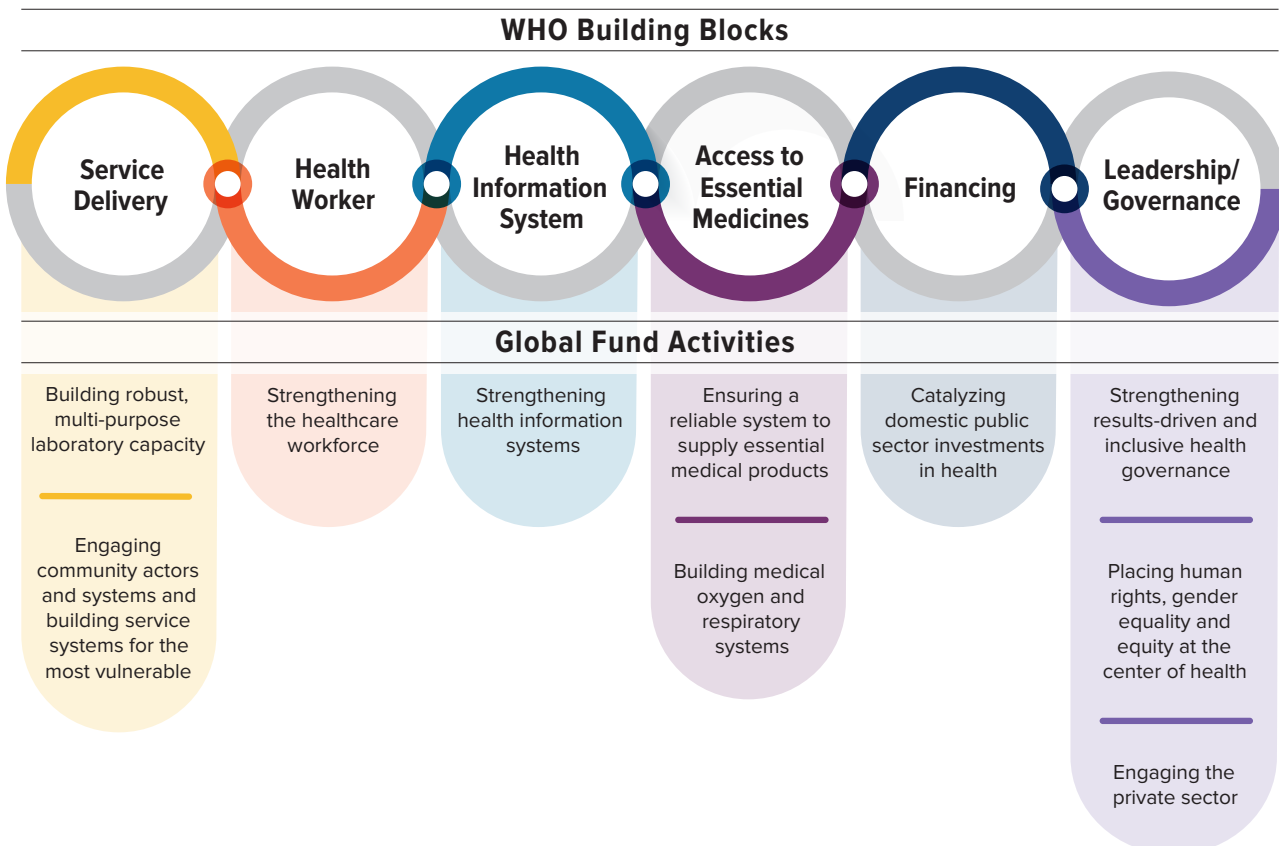 WHO Building Blocks
Service
Delivery
Health
Worker
Health
Information
System
Access to
Essential
Medicines
Financing
Leadership/
Governance
Global Fund Activities
Building robust,
multi-purpose
laboratory capacity
Engaging
community actors
and systems and
building service
systems for the
most vulnerable
Strengthening
the healthcare
workforce
Strengthening
health information
systems
Ensuring a
reliable system to
supply essential
medical products
Building medical
oxygen and
respiratory
systems
Catalyzing
domestic public
sector investments
in health
Strengthening
results-driven and
inclusive health
governance
Placing human
rights, gender
equality and
equity at the
center of health
Engaging the
private sector